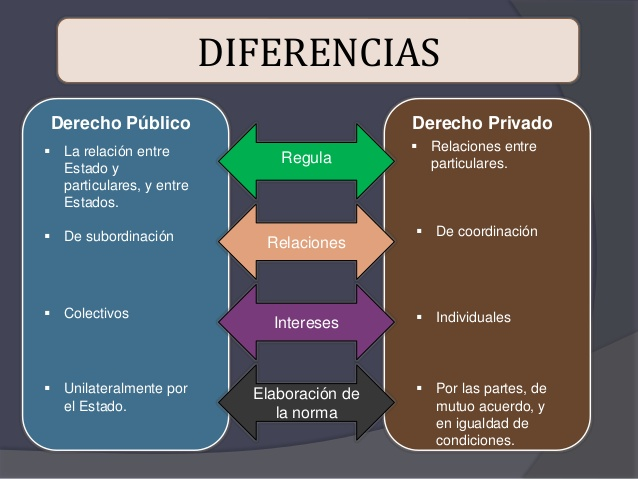 DIFERENCIAS
Derecho Público
▪ La relación entre
Estado y
particulares, y entre
Estados.
▪ De subordinación
▪ Colectivos
▪ Unilateralmente por
el Estado.
Regula
Relaciones
Intereses
Elaboración de
la norma
Derecho Privado
▪ Relaciones entre
particulares.
▪ De coordinación
▪ Individuales
▪ Por las partes, de
mutuo acuerdo, y
en igualdad de
condiciones.